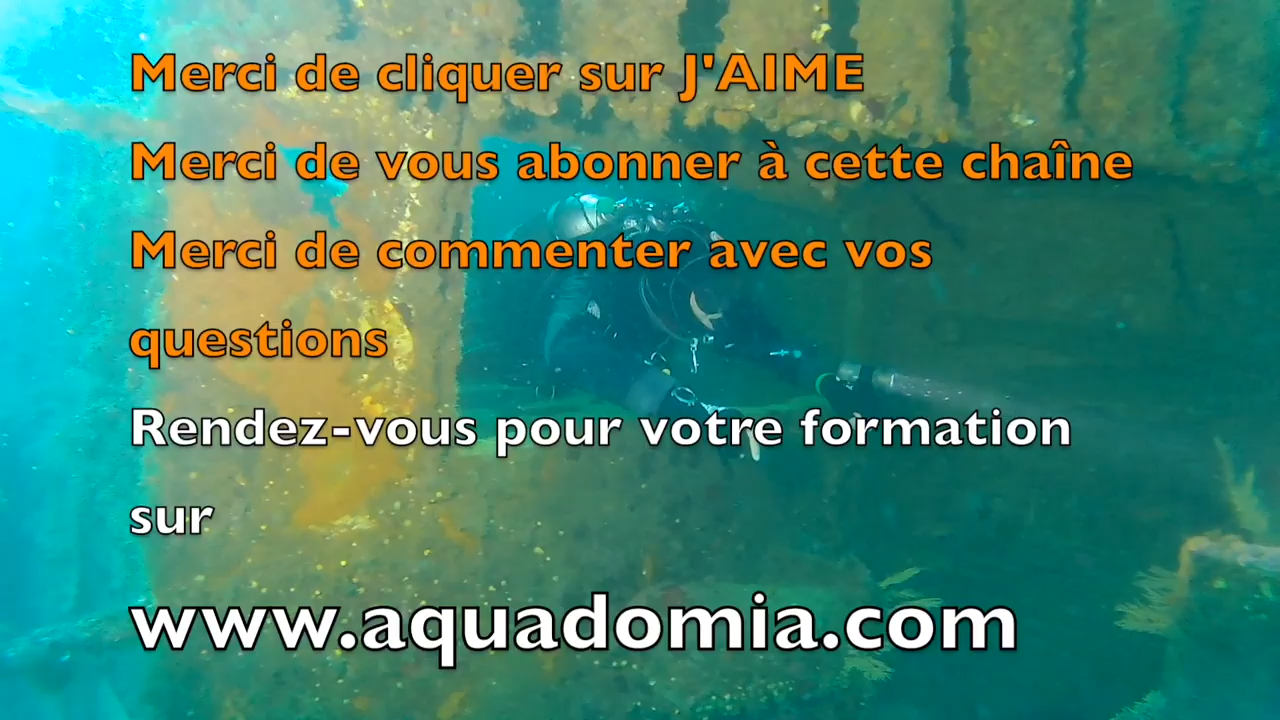 Merci de cliquer sur J'AIME
Merci de vous abonner à cette chaîne
Merci de commenter avec vos
questions
Rendez-vous pour votre formation
sur
www.aquadomia.com